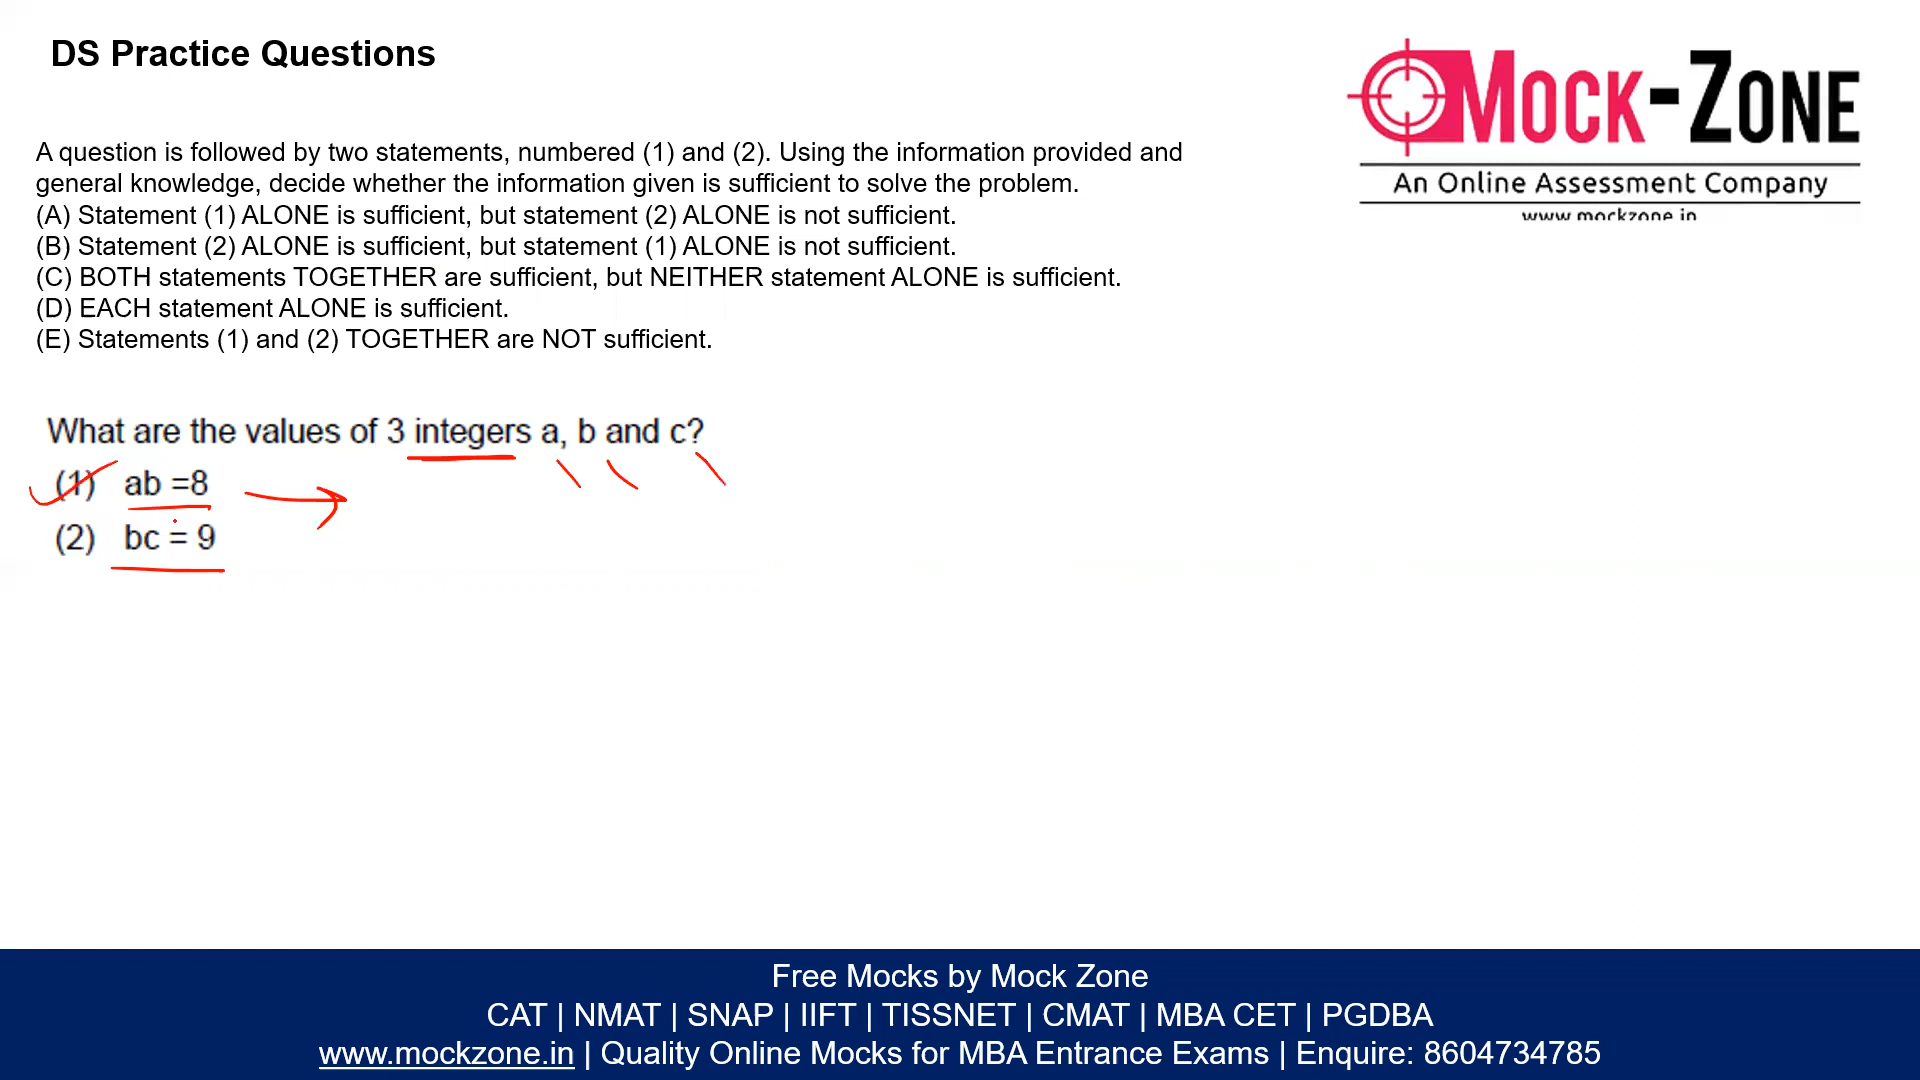 DS Practice Questions
MOCK-ZONE
An Online Assessment Company
www.mockzone.in
A question is followed by two statements, numbered (1) and (2). Using the information provided and
general knowledge, decide whether the information given is sufficient to solve the problem.
(A) Statement (1) ALONE is sufficient, but statement (2) ALONE is not sufficient.
(B) Statement (2) ALONE is sufficient, but statement (1) ALONE is not sufficient.
(C) BOTH statements TOGETHER are sufficient, but NEITHER statement ALONE is sufficient.
(D) EACH statement ALONE is sufficient.
(E) Statements (1) and (2) TOGETHER are NOT sufficient.
What are the values of 3 integers a, b and c?
(1) ab =8
(2) bc = 9
Free Mocks by Mock Zone
CAT | NMAT | SNAP | IIFT | TISSNET | CMAT | MBA CET | PGDBA
www.mockzone.in | Quality Online Mocks for MBA Entrance Exams | Enquire: 8604734785